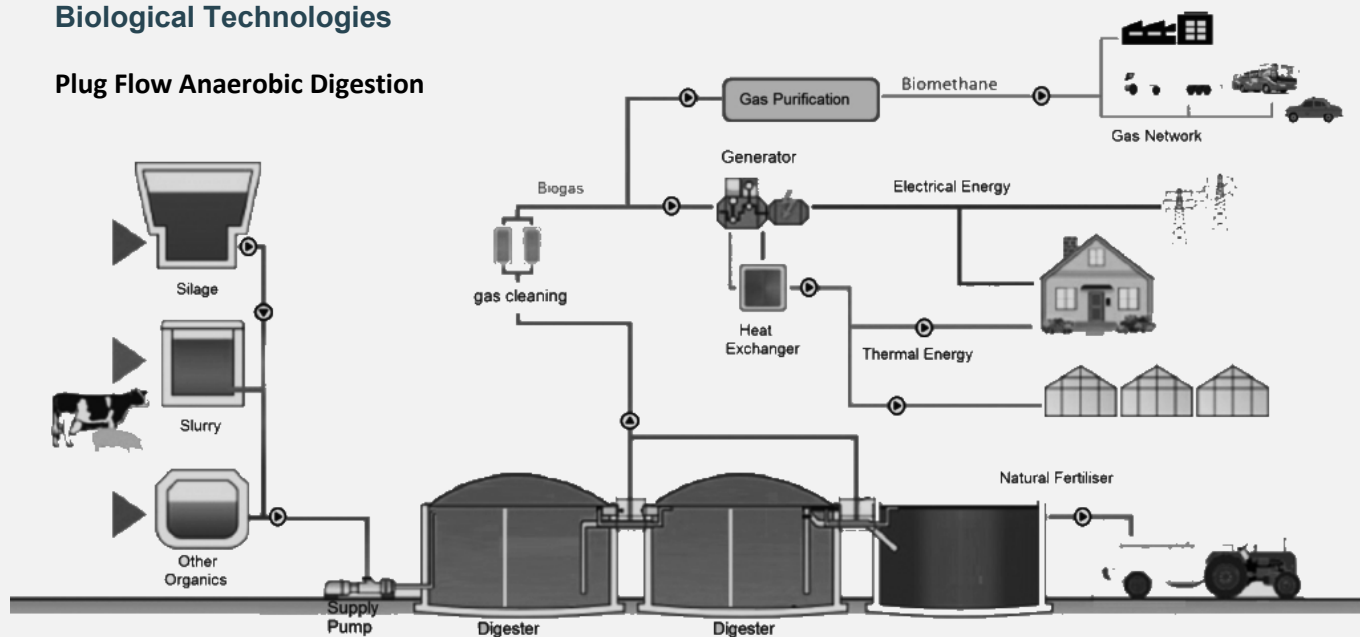 Biological Technologies
Plug Flow Anaerobic Digestion
Gas Purification
Biomethane
Gas Network
Generator
Biogas
Electrical Energy
Silage
gas cleaning
Heat
Exchanger
Thermal Energy
Slurry
Natural Fertiliser
Other
Organics
Supply
Pump
Digester
Digester